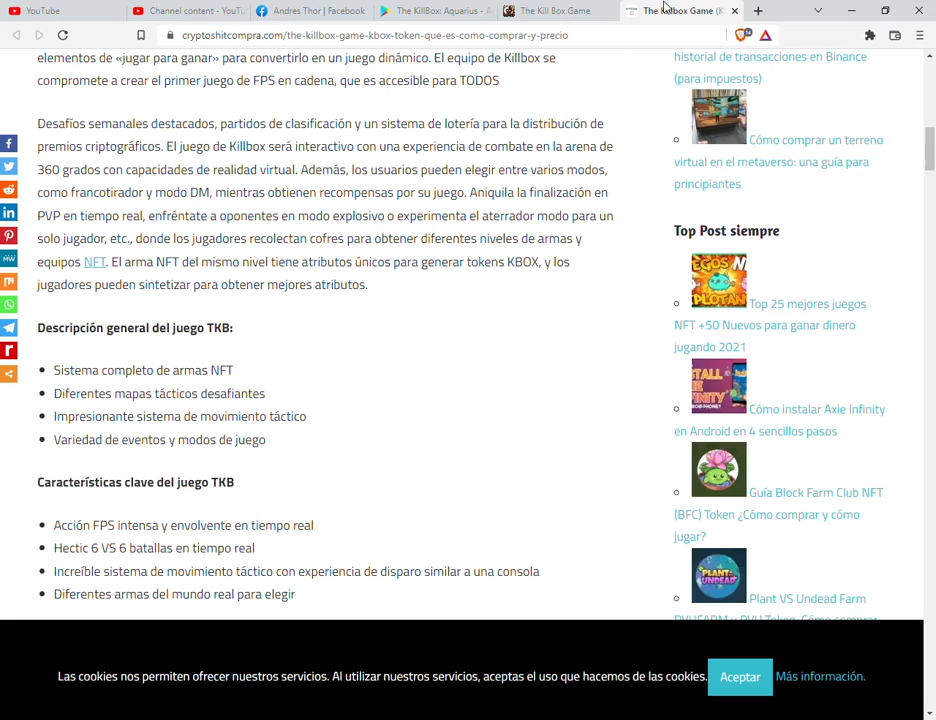 YouTube
Channel content - YouTu
Andres Thor | Facebook
The KillBox: Aquarius - A
The Kill Box Game
The Killbox Game (K
cryptoshitcompra.com/the-killbox-game-kbox-token-que-es-como-comprar-y-precio
elementos de «jugar para ganar» para convertirlo en un juego dinámico. El equipo de Killbox se
compromete a crear el primer juego de FPS en cadena, que es accesible para TODOS
Desafíos semanales destacados, partidos de clasificación y un sistema de lotería para la distribución de
premios criptográficos. El juego de Killbox será interactivo con una experiencia de combate en la arena de
360 grados con capacidades de realidad virtual. Además, los usuarios pueden elegir entre varios modos,
como francotirador y modo DM, mientras obtienen recompensas por su juego. Aniquila la finalización en
PVP en tiempo real, enfréntate a oponentes en modo explosivo o experimenta el aterrador modo para un
solo jugador, etc., donde los jugadores recolectan cofres para obtener diferentes niveles de armas y
equipos NFT. El arma NFT del mismo nivel tiene atributos únicos para generar tokens KBOX, y los
jugadores pueden sintetizar para obtener mejores atributos.
Descripción general del juego TKB:
Sistema completo de armas NFT
Diferentes mapas tácticos desafiantes
Impresionante sistema de movimiento táctico
Variedad de eventos y modos de juego
Características clave del juego TKB
Acción FPS intensa y envolvente en tiempo real
Hectic 6 VS 6 batallas en tiempo real
Increíble sistema de movimiento táctico con experiencia de disparo similar a una consola
Diferentes armas del mundo real para elegir
historial de transacciones en Binance
(para impuestos)
Cómo comprar un terreno
virtual en el metaverso: una guía para
principiantes
Top Post siempre
Top 25 mejores juegos
NFT +50 Nuevos para ganar dinero
jugando 2021
Cómo instalar Axie Infinity
en Android en 4 sencillos pasos
Guía Block Farm Club NFT
(BFC) Token ¿Cómo comprar y cómo
jugar?
Plant VS Undead Farm
Las cookies nos permiten ofrecer nuestros servicios. Al utilizar nuestros servicios, aceptas el uso que hacemos de las cookies.
Aceptar
Más información.